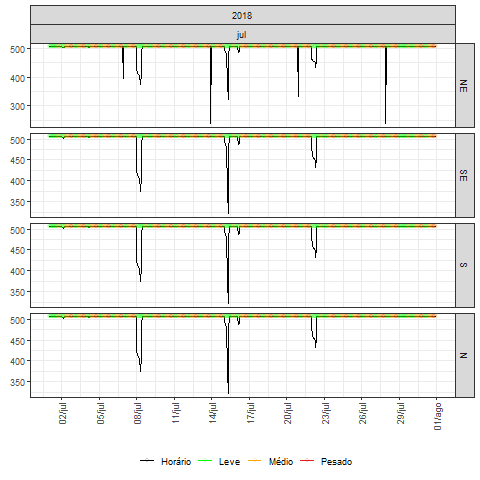 2018
jul
500
400
300
NE
500
450
400
350
SE
500
450
400
350
S
500
450
400
350
N
02/jul 05/jul 08/jul 11/jul 14/jul 17/jul 20/jul 23/jul 26/jul 29/jul 01/ago
Horário Leve Médio Pesado